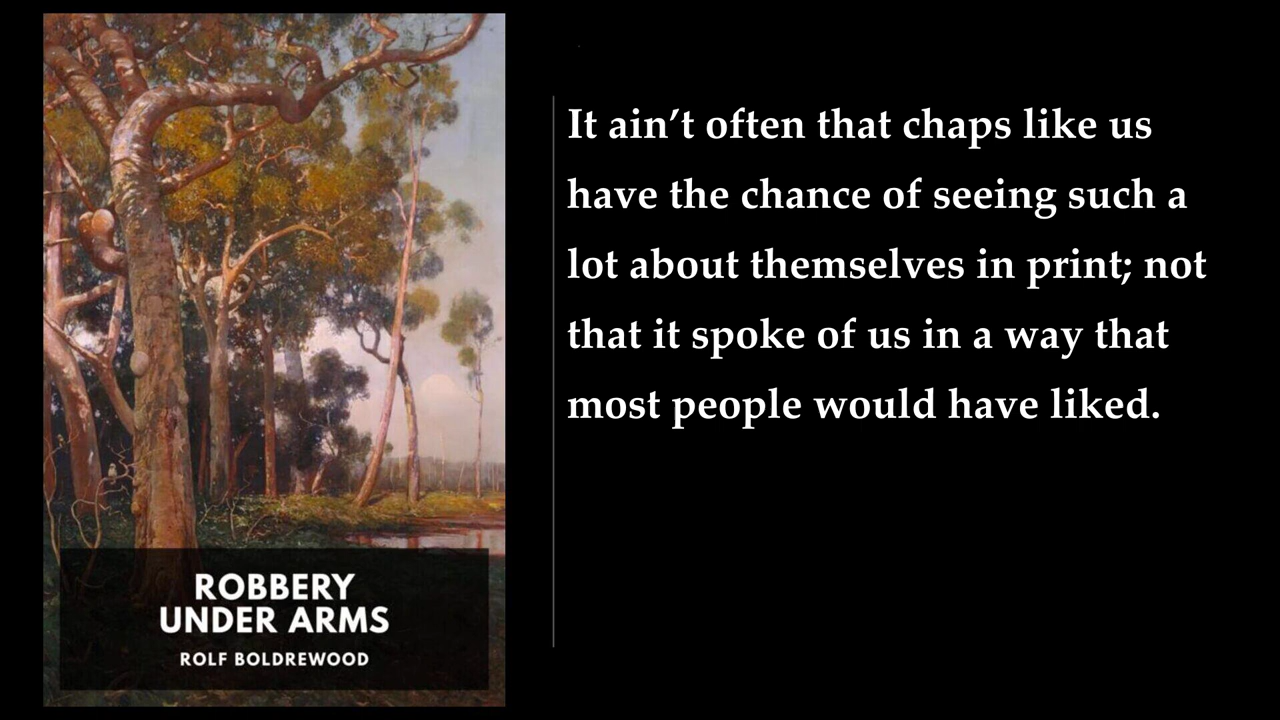 It ain’t often that chaps like us
have the chance of seeing such a
lot about themselves in print; not
that it spoke of us in a way that
most people would have liked.
ROBBERY
UNDER ARMS
ROLF BOLDREWOOD